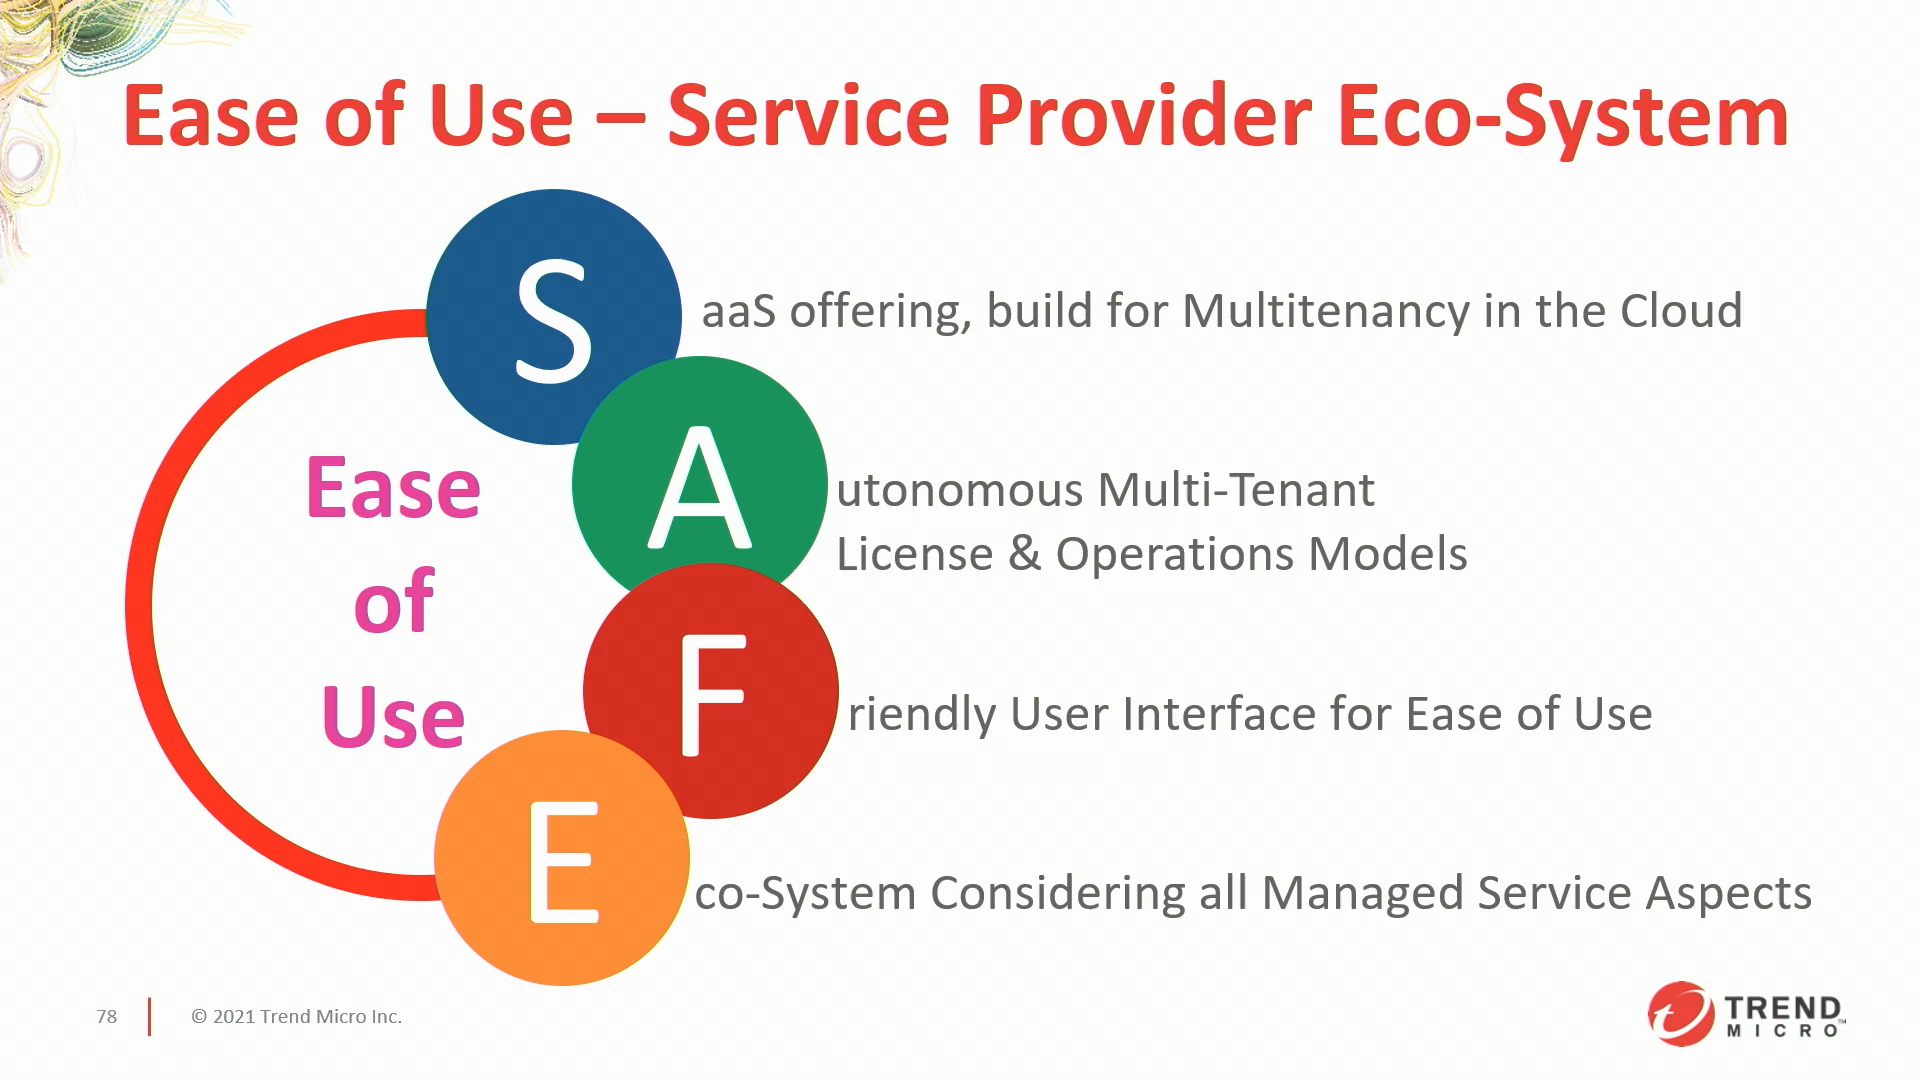 Ease of Use – Service Provider Eco-System
S aaS offering, build for Multitenancy in the Cloud
A utonomous Multi-Tenant
License & Operations Models
F riendly User Interface for Ease of Use
E co-System Considering all Managed Service Aspects
Ease
of
Use
78
© 2021 Trend Micro Inc.
TREND
MICRO™